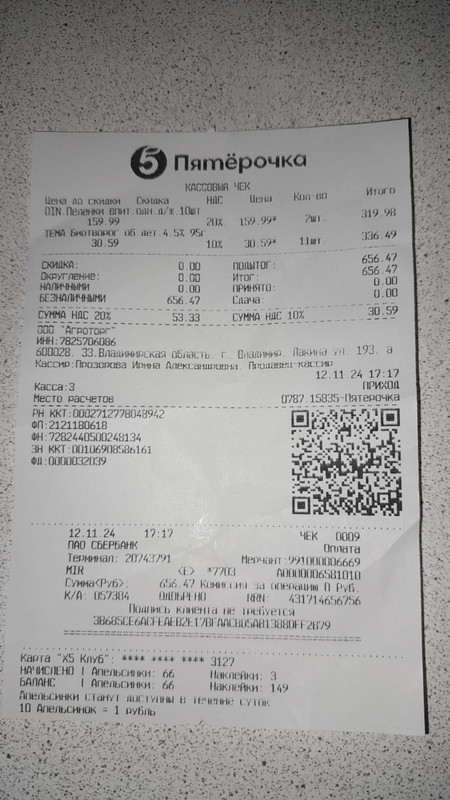 5 Пятёрочка
КАССОВЫЙ ЧЕК
Цена до скидки Скидка НДС Цена Кол-во Итого
DIN.Пеленки впит одн.д/ж.10шт
159.99 20% 159.99* 2шт. 319.98
ТЕМА Биотворог об дет.4.5% 95г
30.59 10% 30.59* 11шт. 336.49
СКИДКА: 0.00 ПОДЫТОГ: 656.47
Округление: 0.00 Итог: 656.47
НАЛИЧНЫМИ 0.00 ПРИНЯТО: 0.00
БЕЗНАЛИЧНЫМИ 656.47 Сдача: 0.00
СУММА НДС 20% 53.33 СУММА НДС 10% 30.59
ООО "Агроторг"
ИНН:7825706086
600028, 33.Владимирская область, г. Владимир, Лакина ул, 193, а
Кассир:Прозорова Ирина Александровна, Продавец-кассир
12.11.24 17:17
Касса:3 ПРИХОД
Место расчетов 0787 15835-Пятерочка
РН ККТ:0002712778048942
ФП:2121180618
ФН:7282440500248134
ЗН ККТ:00106908586161
ФД:0000032039
12.11.24 17:17 ЧЕК 0009
ПАО СБЕРБАНК Оплата
Терминал: 20743791 Мерчант:991000006669
MIR <E> *7703 A0000006581010
Сумма(Руб): 656.47 Комиссия за операцию 0 Руб.
К/А: 057384 ОДОБРЕНО RRN: 431714656756
Подпись клиента не требуется
Карта "X5 Клуб": **** **** **** 3127
НАЧИСЛЕНО | Апельсинки: 66 Наклейки: 3
БАЛАНС | Апельсинки: 66 Наклейки: 149
Апельсинки станут доступны в течение суток
10 Апельсинок = 1 рубль